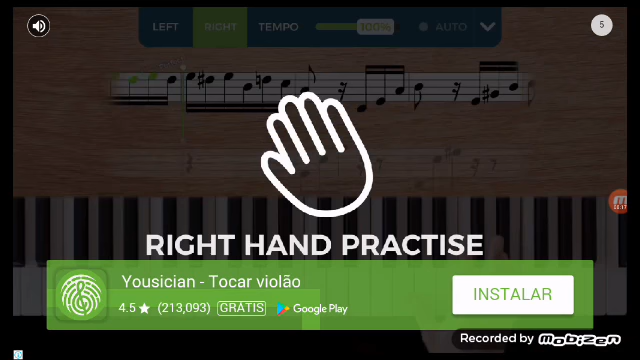 LEFT RIGHT TEMPO 100% AUTO
5
RIGHT HAND PRACTISE
Yousician - Tocar violão
4.5 ★ (213,093) GRÁTIS Google Play
INSTALAR
Recorded by MOBIZEN